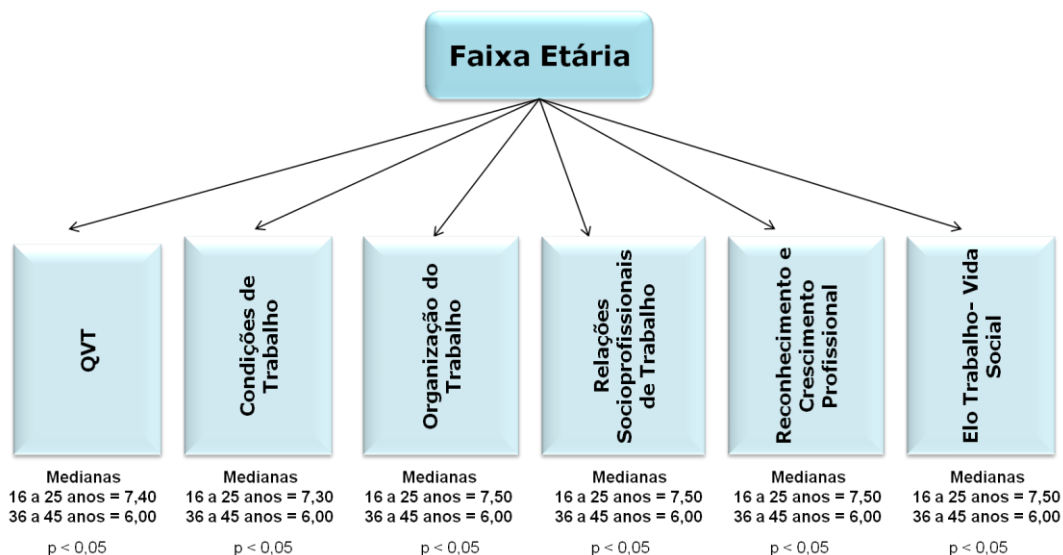 Faixa Etária
QVT
Condições de
Trabalho
Organização do
Trabalho
Relações
Socioprofissionais
de Trabalho
Reconhecimento e
Crescimento
Profissional
Elo Trabalho- Vida
Social
Medianas
16 a 25 anos = 7,40
36 a 45 anos = 6,00
p < 0,05
Medianas
16 a 25 anos = 7,30
36 a 45 anos = 6,00
p < 0,05
Medianas
16 a 25 anos = 7,50
36 a 45 anos = 6,00
p < 0,05
Medianas
16 a 25 anos = 7,50
36 a 45 anos = 6,00
p < 0,05
Medianas
16 a 25 anos = 7,50
36 a 45 anos = 6,00
p < 0,05
Medianas
16 a 25 anos = 7,50
36 a 45 anos = 6,00
p < 0,05